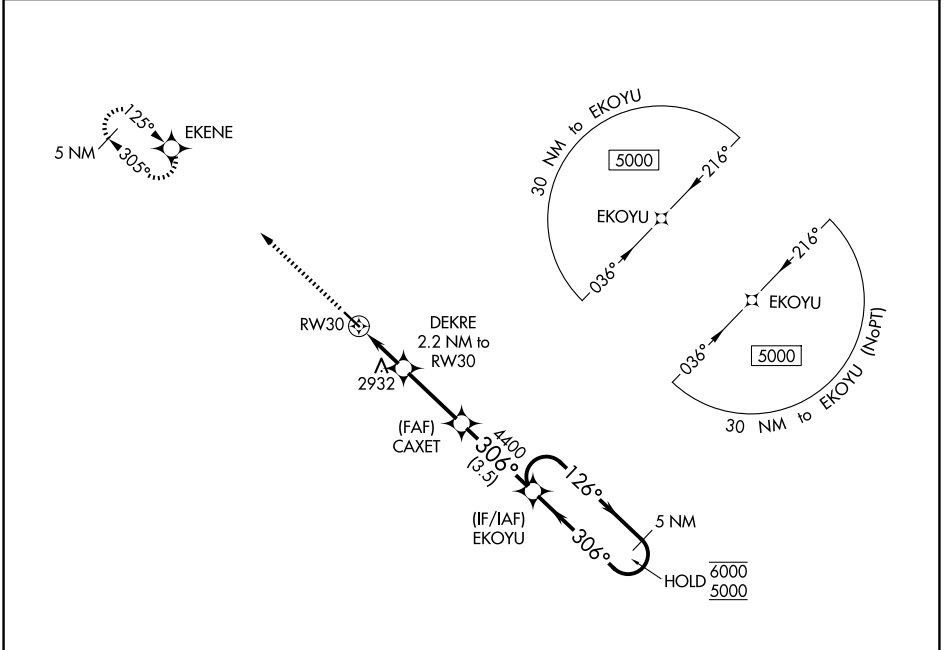 125°
EKENE
5 NM
305°
30 NM to EKOYU
5000
216°
EKOYU
036°
216°
EKOYU
036°
5000
30 NM to EKOYU (NoPT)
RW30
DEKRE
2.2 NM to
RW30
2932
(FAF)
CAXET
4400
306°
(3.5)
126°
(IF/IAF)
EKOYU
5 NM
306°
HOLD 6000
5000